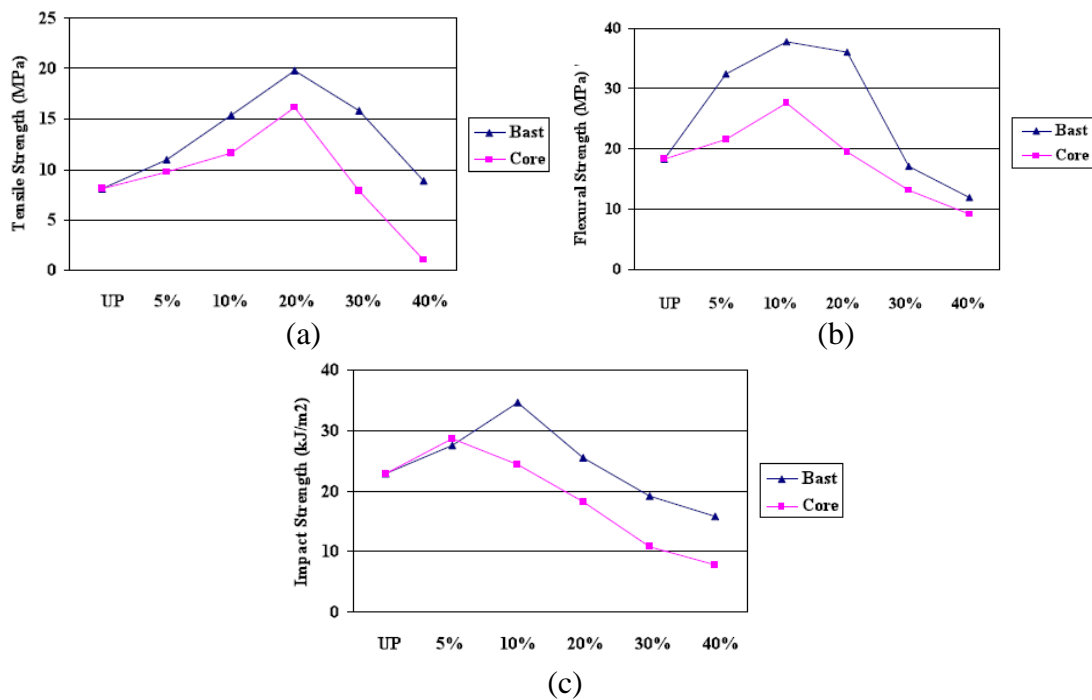 Tensile Strength (MPa)
25
20
15
10
5
0
UP 5% 10% 20% 30% 40%
Bast
Core
(a)
Flexural Strength (MPa) '
40
30
20
10
0
UP 5% 10% 20% 30% 40%
Bast
Core
(b)
Impact Strength (kJ/m2)
40
30
20
10
0
UP 5% 10% 20% 30% 40%
Bast
Core
(c)